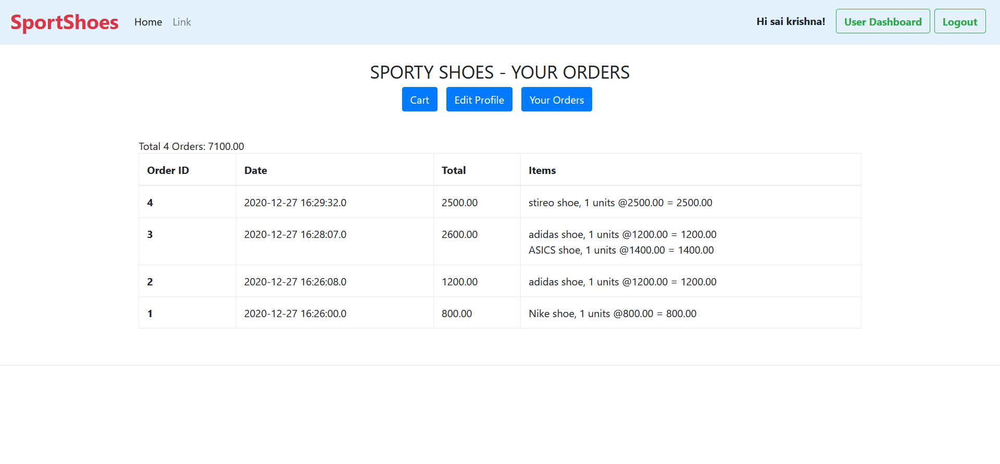 SportShoes Home Link Hi sai krishna! User Dashboard Logout
SPORTY SHOES - YOUR ORDERS
Cart Edit Profile Your Orders
Total 4 Orders: 7100.00
Order ID Date Total Items
4 2020-12-27 16:29:32.0 2500.00 stireo shoe, 1 units @2500.00 = 2500.00
3 2020-12-27 16:28:07.0 2600.00 adidas shoe, 1 units @1200.00 = 1200.00
ASICS shoe, 1 units @1400.00 = 1400.00
2 2020-12-27 16:26:08.0 1200.00 adidas shoe, 1 units @1200.00 = 1200.00
1 2020-12-27 16:26:00.0 800.00 Nike shoe, 1 units @800.00 = 800.00